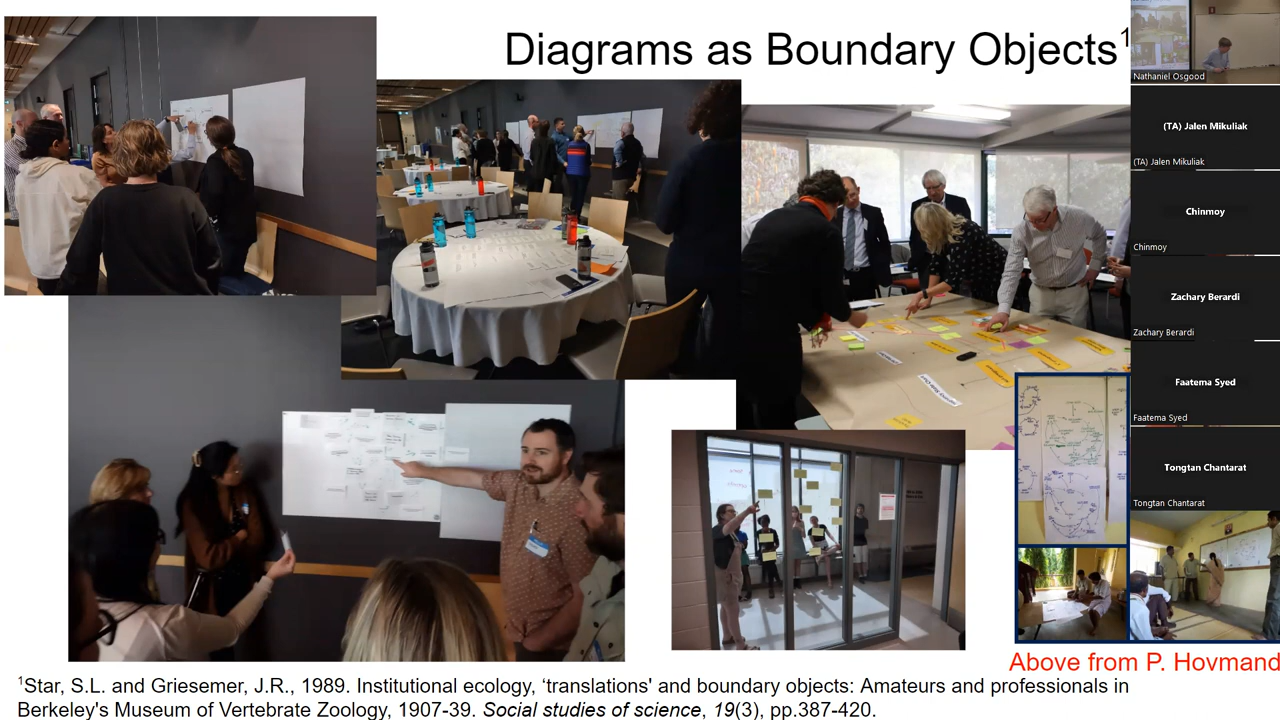 Diagrams as Boundary Objects1
Nathaniel Osgood
(TA) Jalen Mikuliak
(TA) Jalen Mikuliak
Chinmoy
Chinmoy
Zachary Berardi
Zachary Berardi
Faatema Syed
Faatema Syed
Tongtan Chantarat
Tongtan Chantarat
Above from P. Hovmand
1Star, S.L. and Griesemer, J.R., 1989. Institutional ecology, ‘translations' and boundary objects: Amateurs and professionals in
Berkeley's Museum of Vertebrate Zoology, 1907-39. Social studies of science, 19(3), pp.387-420.